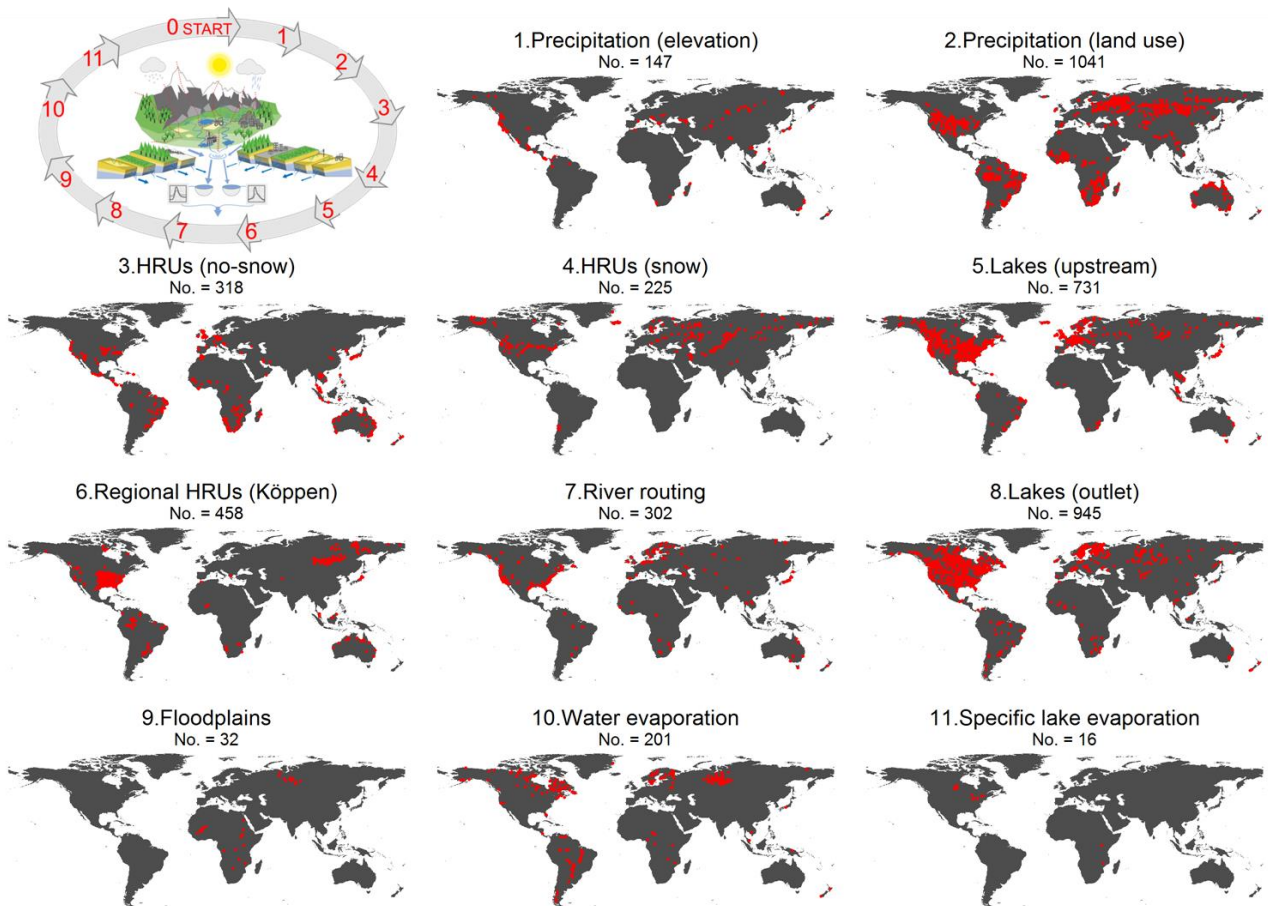 0 START
1
2
3
4
5
6
7
8
9
10
11
1.Precipitation (elevation)
No. = 147
2.Precipitation (land use)
No. = 1041
3.HRUs (no-snow)
No. = 318
4.HRUs (snow)
No. = 225
5.Lakes (upstream)
No. = 731
6.Regional HRUs (Köppen)
No. = 458
7.River routing
No. = 302
8.Lakes (outlet)
No. = 945
9.Floodplains
No. = 32
10.Water evaporation
No. = 201
11.Specific lake evaporation
No. = 16